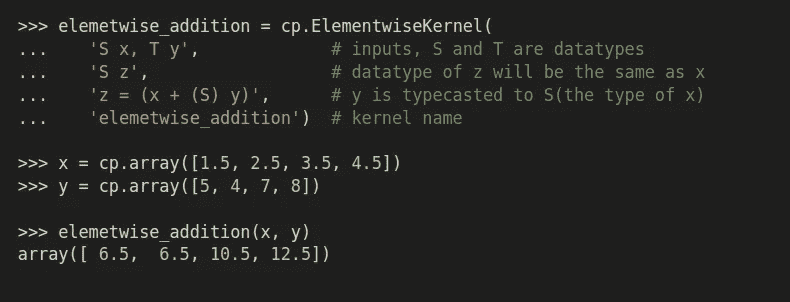 >>> elemetwise_addition = cp.ElementwiseKernel(
...    'S x, T y',             # inputs, S and T are datatypes
...    'S z',                  # datatype of z will be the same as x
...    'z = (x + (S) y)',      # y is typecasted to S(the type of x)
...    'elemetwise_addition')  # kernel name
>>> x = cp.array([1.5, 2.5, 3.5, 4.5])
>>> y = cp.array([5, 4, 7, 8])
>>> elemetwise_addition(x, y)
array([ 6.5,  6.5, 10.5, 12.5])